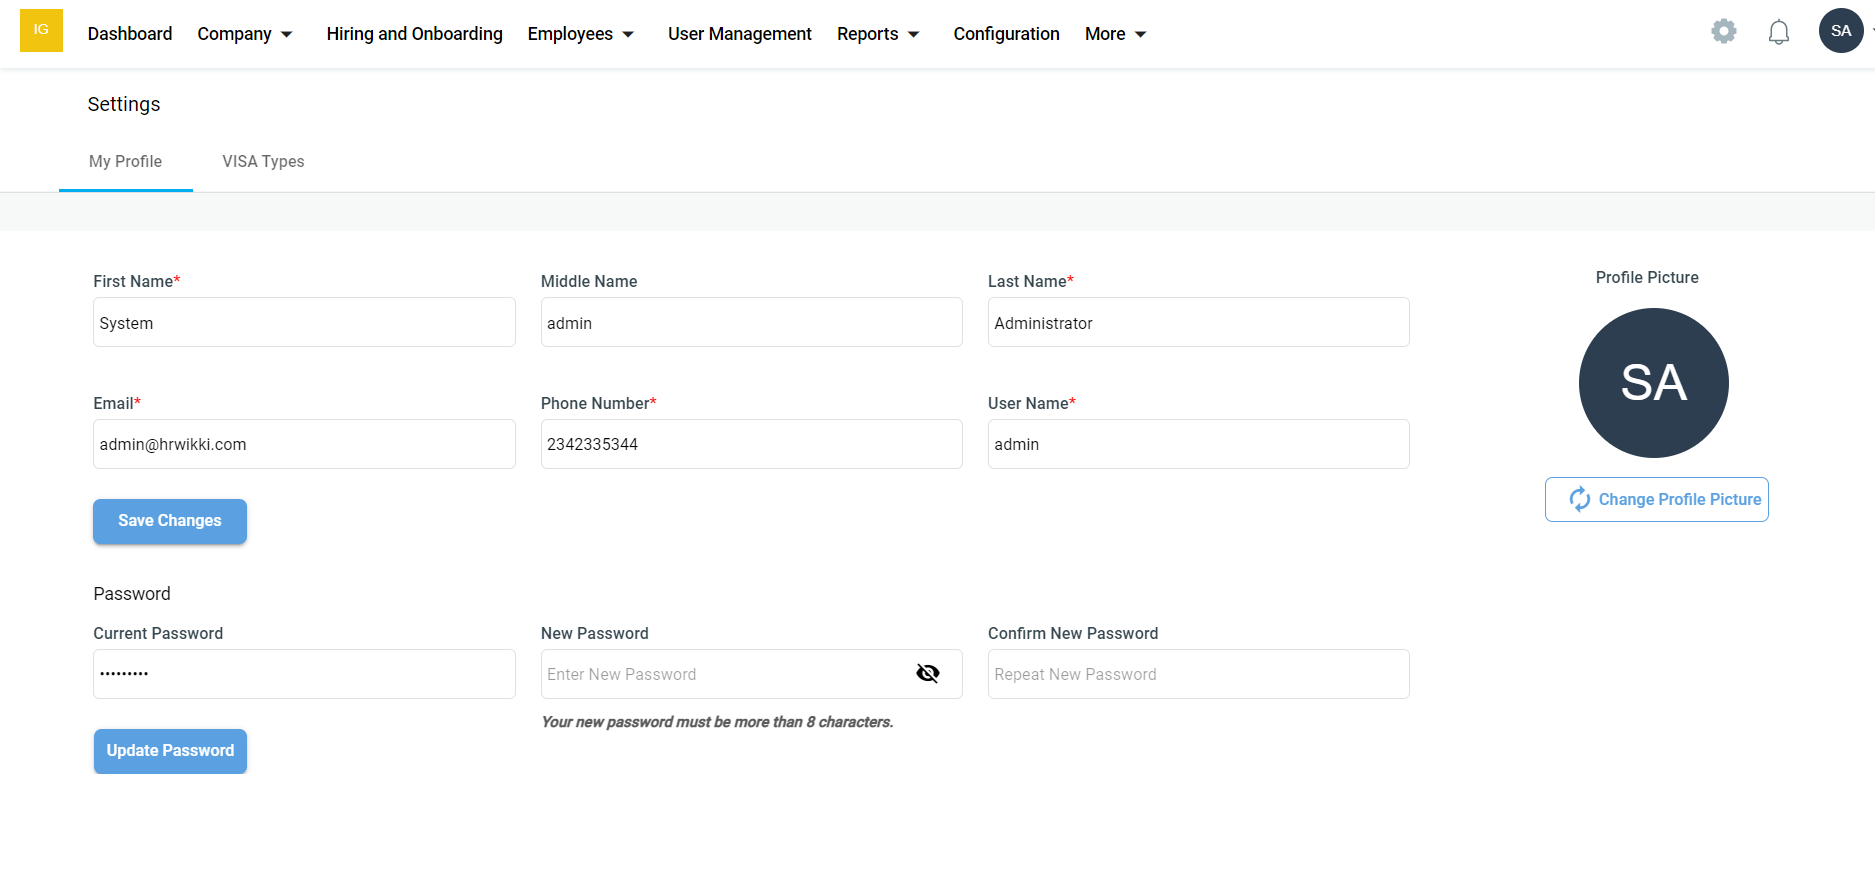 IG
Dashboard Company Hiring and Onboarding Employees User Management Reports Configuration More SA
Settings
My Profile VISA Types
First Name* Middle Name Last Name* Profile Picture
System admin Administrator
SA
Email* Phone Number* User Name*
admin@hrwikki.com 2342335344 admin
Change Profile Picture
Save Changes
Password
Current Password New Password Confirm New Password
••••••••• Enter New Password Repeat New Password
Your new password must be more than 8 characters.
Update Password